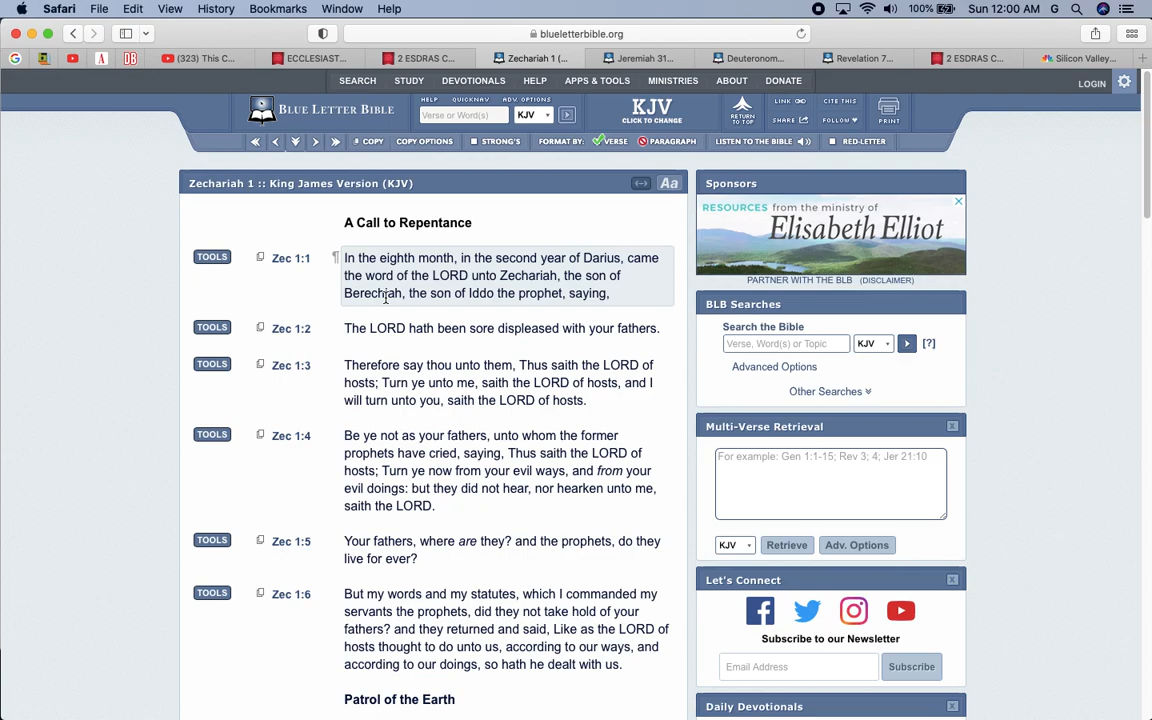 Safari File Edit View History Bookmarks Window Help 100% Sun 12:00 AM G
blueletterbible.org
(323) This C... ECCLESIAST... 2 ESDRAS C... Zechariah 1 (... Jeremiah 31... Deuteronom... Revelation 7... 2 ESDRAS C... Silicon Valley...
SEARCH STUDY DEVOTIONALS HELP APPS & TOOLS MINISTRIES ABOUT DONATE LOGIN
BLUE LETTER BIBLE
HELP QUICKNAV ADV. OPTIONS
Verse or Word(s) KJV
KJV
CLICK TO CHANGE
RETURN
TO TOP
LINK CITE THIS
SHARE FOLLOW
PRINT
COPY COPY OPTIONS STRONG'S FORMAT BY: VERSE PARAGRAPH LISTEN TO THE BIBLE RED-LETTER
Zechariah 1 :: King James Version (KJV) Aa
A Call to Repentance
TOOLS Zec 1:1 ¶ In the eighth month, in the second year of Darius, came
the word of the LORD unto Zechariah, the son of
Berechiah, the son of Iddo the prophet, saying,
TOOLS Zec 1:2 The LORD hath been sore displeased with your fathers.
TOOLS Zec 1:3 Therefore say thou unto them, Thus saith the LORD of
hosts; Turn ye unto me, saith the LORD of hosts, and I
will turn unto you, saith the LORD of hosts.
TOOLS Zec 1:4 Be ye not as your fathers, unto whom the former
prophets have cried, saying, Thus saith the LORD of
hosts; Turn ye now from your evil ways, and from your
evil doings: but they did not hear, nor hearken unto me,
saith the LORD.
TOOLS Zec 1:5 Your fathers, where are they? and the prophets, do they
live for ever?
TOOLS Zec 1:6 But my words and my statutes, which I commanded my
servants the prophets, did they not take hold of your
fathers? and they returned and said, Like as the LORD of
hosts thought to do unto us, according to our ways, and
according to our doings, so hath he dealt with us.
Patrol of the Earth
Sponsors
RESOURCES from the ministry of
Elisabeth Elliot
PARTNER WITH THE BLB (DISCLAIMER)
BLB Searches
Search the Bible
Verse, Word(s) or Topic KJV [?]
Advanced Options
Other Searches
Multi-Verse Retrieval
For example: Gen 1:1-15; Rev 3; 4; Jer 21:10
KJV Retrieve Adv. Options
Let's Connect
Subscribe to our Newsletter
Email Address Subscribe
Daily Devotionals